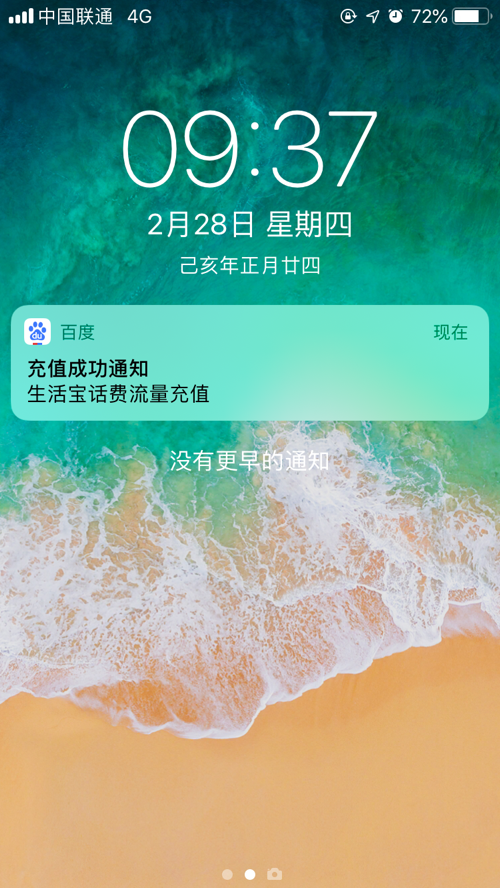 中国联通 4G 72%
09:37
2月28日 星期四
己亥年正月廿四
du 百度 现在
充值成功通知
生活宝话费流量充值
没有更早的通知